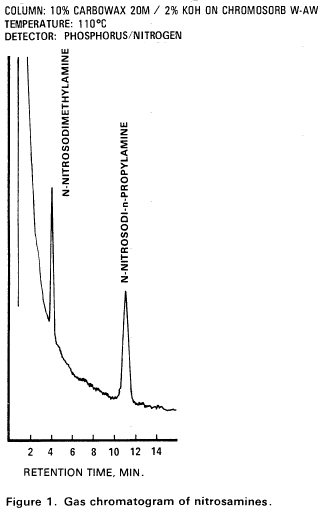 COLUMN: 10% CARBOWAX 20M / 2% KOH ON CHROMOSORB W-AW
TEMPERATURE: 110°C
DETECTOR: PHOSPHORUS/NITROGEN
N-NITROSODIMETHYLAMINE
N-NITROSODI-n-PROPYLAMINE
2 4 6 8 10 12 14
RETENTION TIME, MIN.
Figure 1. Gas chromatogram of nitrosamines.